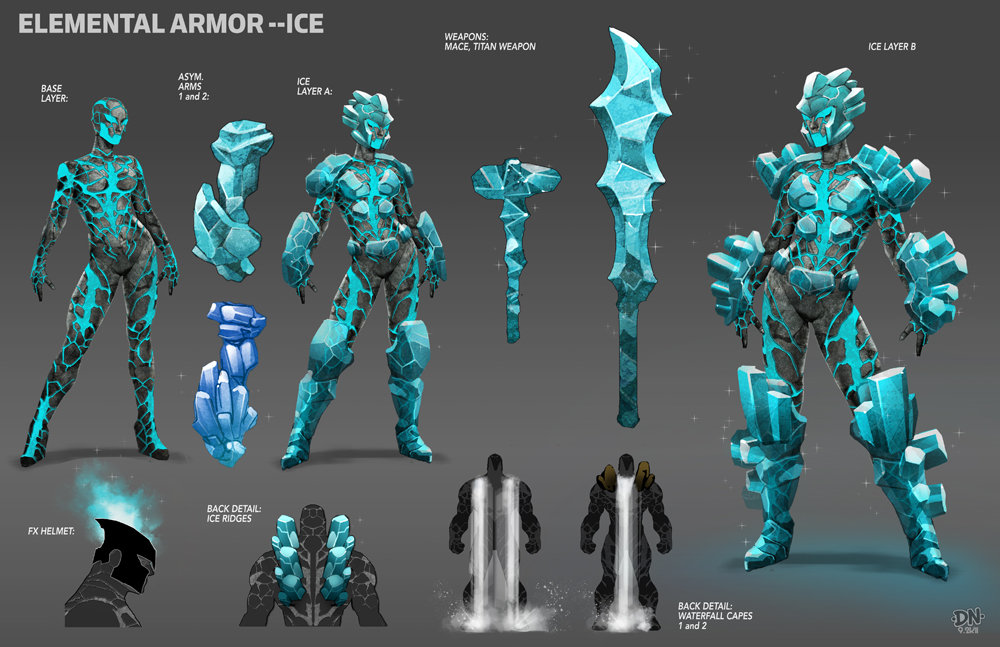 ELEMENTAL ARMOR --ICE
BASE
LAYER:
ASYM.
ARMS
1 and 2:
ICE
LAYER A:
WEAPONS:
MACE, TITAN WEAPON
ICE LAYER B
FX HELMET:
BACK DETAIL:
ICE RIDGES
BACK DETAIL:
WATERFALL CAPES
1 and 2
·DN·